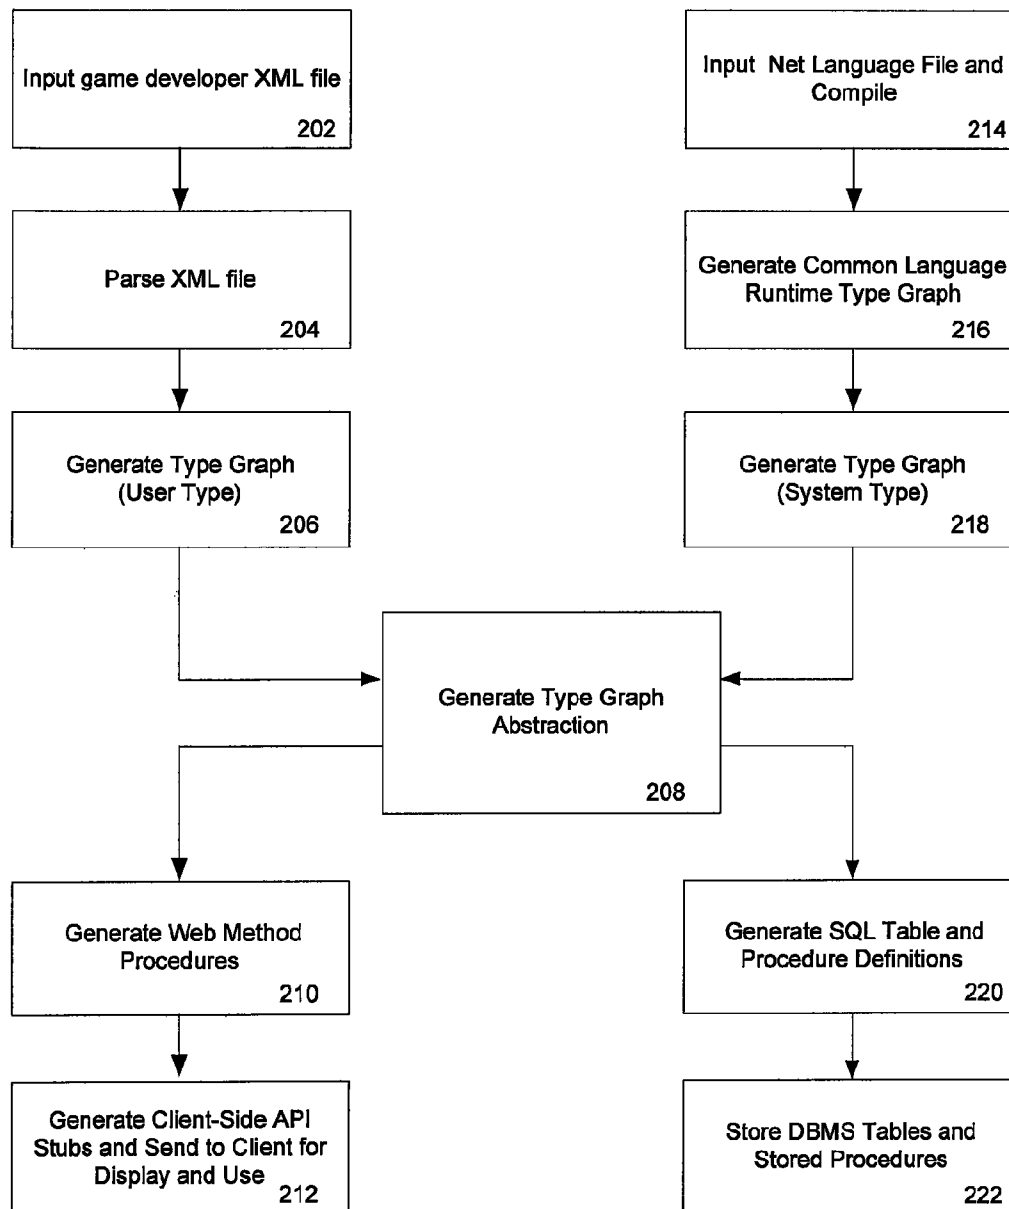 Input game developer XML file
202
Input Net Language File and
Compile
214
Parse XML file
204
Generate Common Language
Runtime Type Graph
216
Generate Type Graph
(User Type)
206
Generate Type Graph
(System Type)
218
Generate Type Graph
Abstraction
208
Generate Web Method
Procedures
210
Generate SQL Table and
Procedure Definitions
220
Generate Client-Side API
Stubs and Send to Client for
Display and Use
212
Store DBMS Tables and
Stored Procedures
222